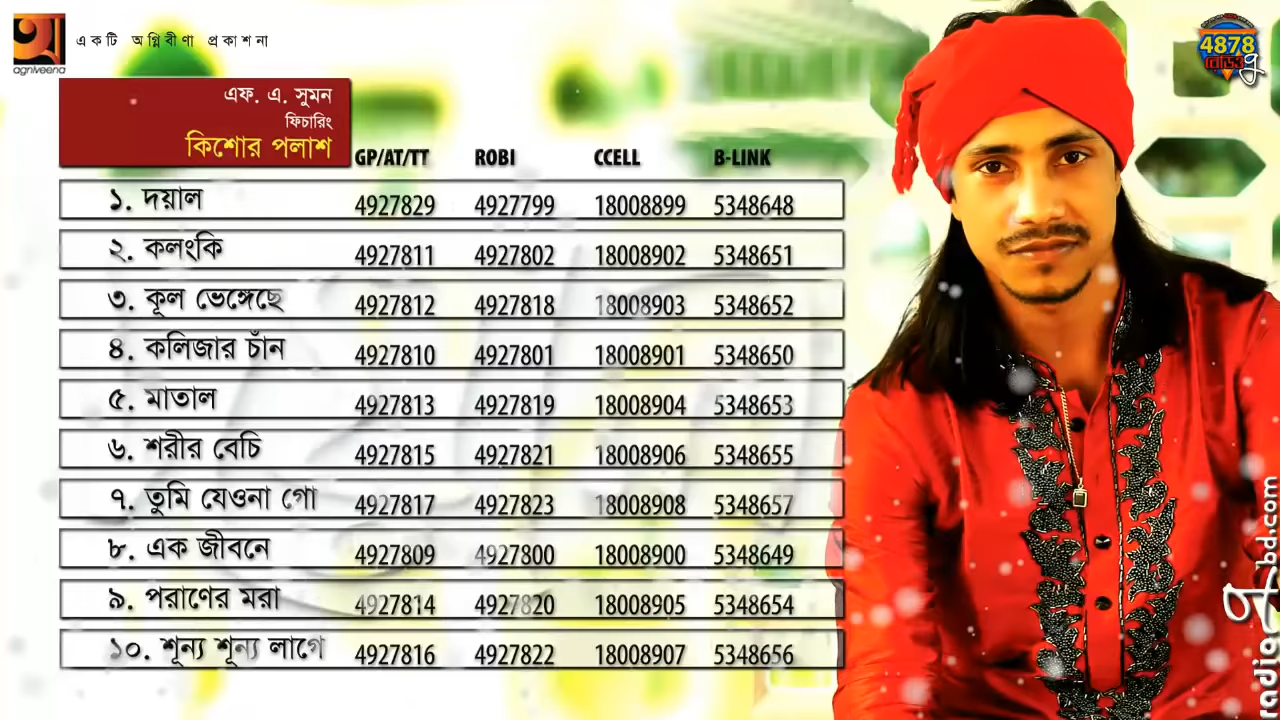 অ
agniveena
একটি অগ্নিবীণা প্রকাশনা
4878
রেডিও
এফ. এ. সুমন
ফিচারিং
কিশোর পলাশ
GP/AT/TT ROBI CCELL B-LINK
১. দয়াল 4927829 4927799 18008899 5348648
২. কলংকি 4927811 4927802 18008902 5348651
৩. কূল ভেঙ্গেছে 4927812 4927818 18008903 5348652
৪. কলিজার চাঁন 4927810 4927801 18008901 5348650
৫. মাতাল 4927813 4927819 18008904 5348653
৬. শরীর বেচি 4927815 4927821 18008906 5348655
৭. তুমি যেওনা গো 4927817 4927823 18008908 5348657
৮. এক জীবনে 4927809 4927800 18008900 5348649
৯. পরাণের মরা 4927814 4927820 18008905 5348654
১০. শূন্য শূন্য লাগে 4927816 4927822 18008907 5348656
radio bd.com